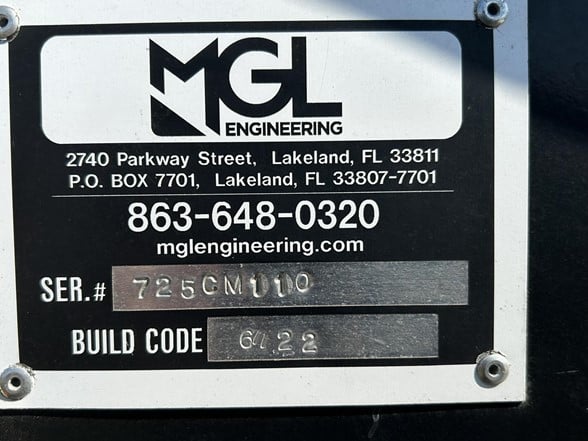 MGL
ENGINEERING
2740 Parkway Street, Lakeland, FL 33811
P.O. BOX 7701, Lakeland, FL 33807-7701
863-648-0320
mglengineering.com
SER.# 725CM110
BUILD CODE 6/22